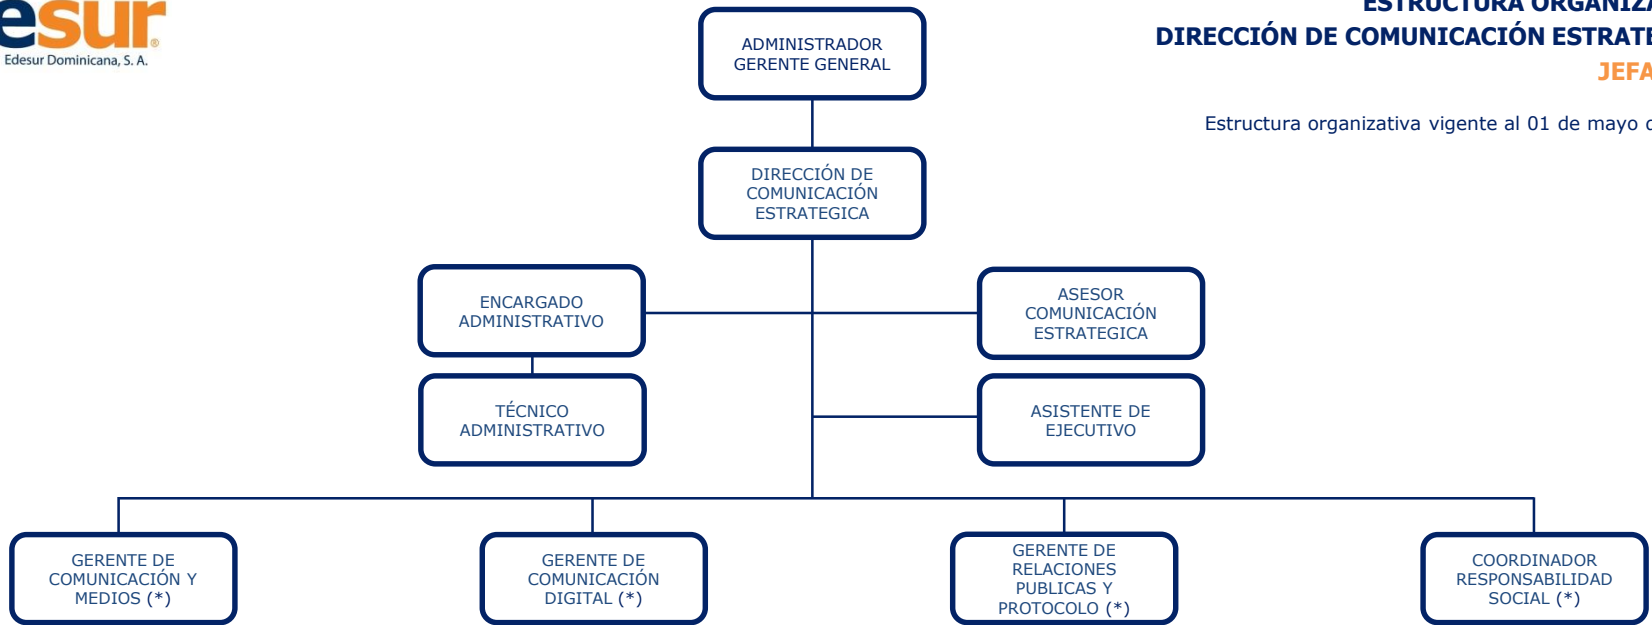 esur
Edesur Dominicana, S. A.
DIRECCIÓN DE COMUNICACIÓN
Estructura organizativa vigente al 01 de mayo
ADMINISTRADOR
GERENTE GENERAL
DIRECCIÓN DE
COMUNICACIÓN
ESTRATEGICA
ENCARGADO
ADMINISTRATIVO
ASESOR
COMUNICACIÓN
ESTRATEGICA
TÉCNICO
ADMINISTRATIVO
ASISTENTE DE
EJECUTIVO
GERENTE DE
COMUNICACIÓN Y
MEDIOS (*)
GERENTE DE
COMUNICACIÓN
DIGITAL (*)
GERENTE DE
RELACIONES
PUBLICAS Y
PROTOCOLO (*)
COORDINADOR
RESPONSABILIDAD
SOCIAL (*)